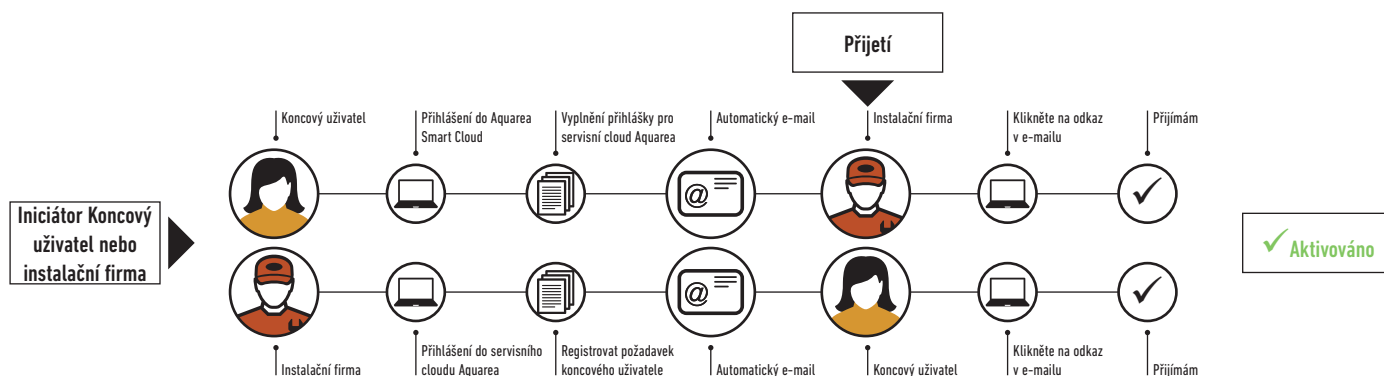 Přijetí
Koncový uživatel
Přihlášení do Aquarea
Smart Cloud
Vyplnění přihlášky pro
servisní cloud Aquarea
Automatický e-mail
Instalační firma
Klikněte na odkaz
v e-mailu
Přijímám
@
Iniciátor Koncový
uživatel nebo
instalační firma
✓ Aktivováno
@
Instalační firma
Přihlášení do servisního
cloudu Aquarea
Registrovat požadavek
koncového uživatele
Automatický e-mail
Koncový uživatel
Klikněte na odkaz
v e-mailu
Přijímám